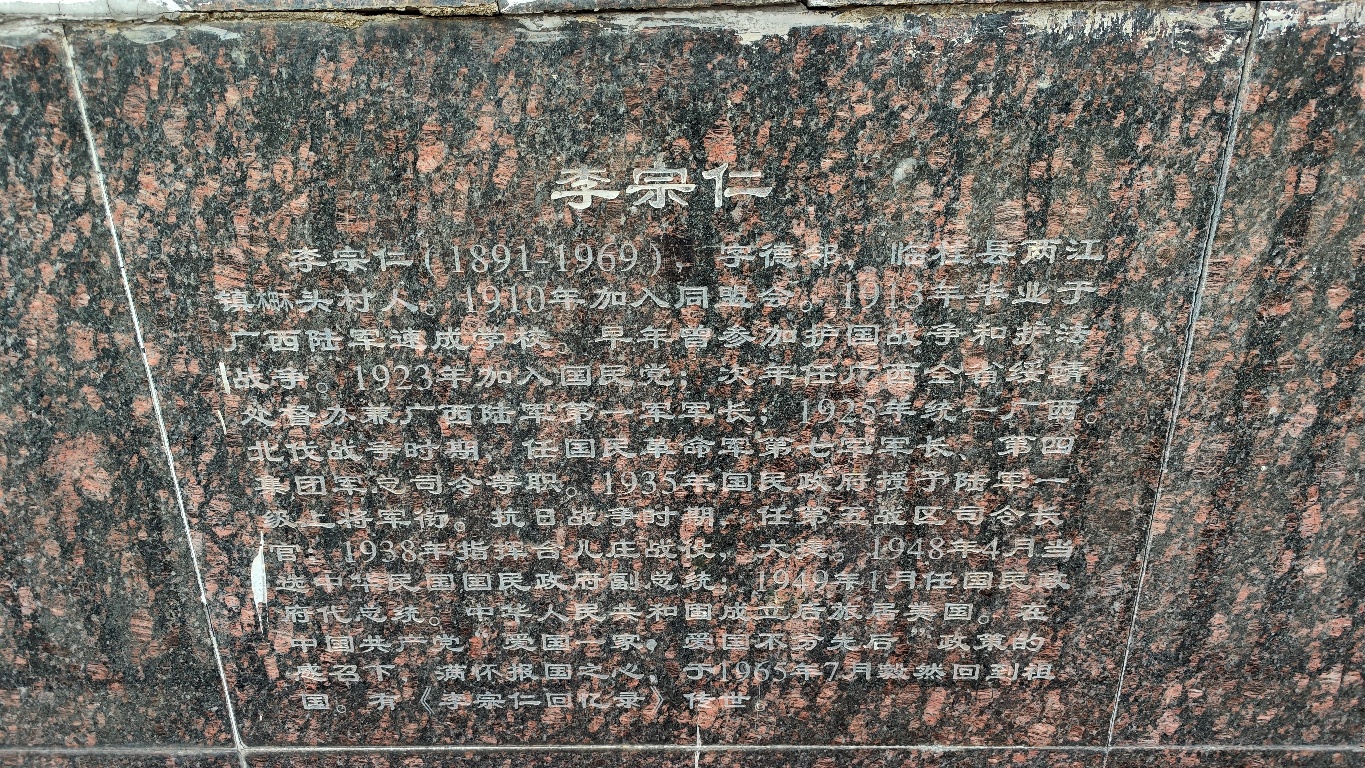 李宗仁
李宗仁(1891-1969)，字德邻，临桂县两江
镇㮾头村人。1910年加入同盟会。1913年毕业于
广西陆军速成学校。早年曾参加护国战争和护法
战争。1923年加入国民党；次年任广西全省绥靖
处督办兼广西陆军第一军军长；1925年统一广西。
北伐战争时期，任国民革命军第七军军长、第四
集团军总司令等职。1935年国民政府授予陆军一
级上将军衔。抗日战争时期，任第五战区司令长
官；1938年指挥台儿庄战役，大捷。1948年4月当
选中华民国国民政府副总统；1949年1月任国民政
府代总统。中华人民共和国成立后旅居美国。在
中国共产党“爱国一家，爱国不分先后”政策的
感召下，满怀报国之心，于1965年7月毅然回到祖
国。有《李宗仁回忆录》传世。